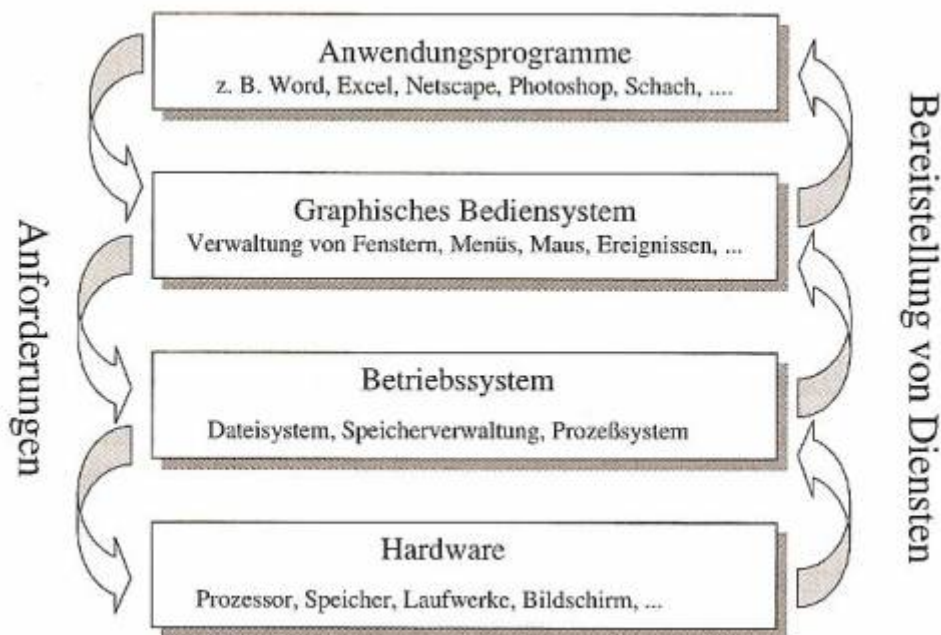 Anwendungsprogramme
z. B. Word, Excel, Netscape, Photoshop, Schach, ....
Graphisches Bediensystem
Verwaltung von Fenstern, Menüs, Maus, Ereignissen, ...
Betriebssystem
Dateisystem, Speicherverwaltung, Prozeßsystem
Hardware
Prozessor, Speicher, Laufwerke, Bildschirm, ...
Anforderungen
Bereitstellung von Diensten